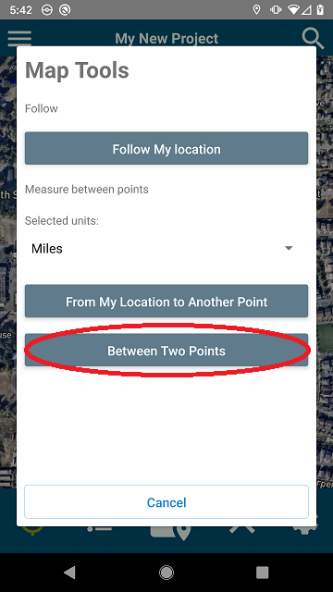 5:42
My New Project
Map Tools
Follow
Follow My location
Measure between points
Selected units:
Miles
From My Location to Another Point
Between Two Points
Cancel